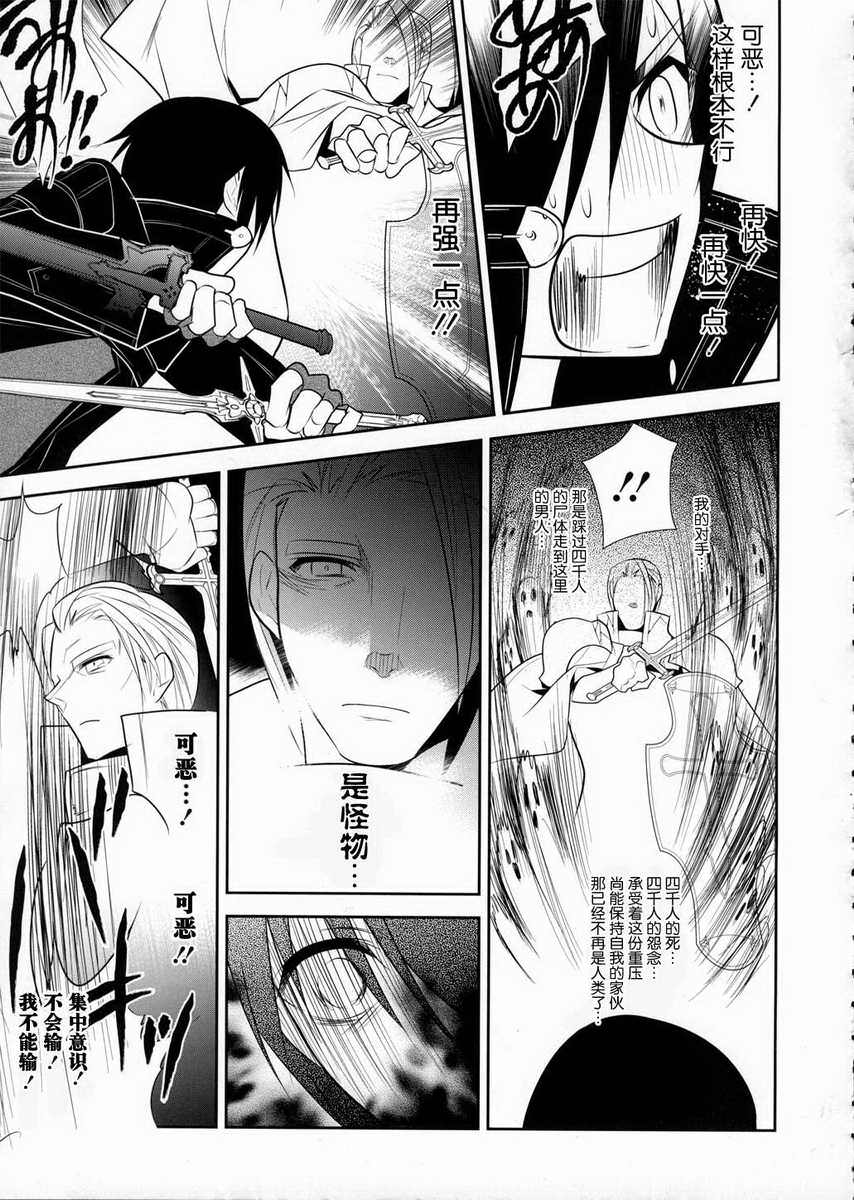 可恶…！
这样根本不行
再快！
再快一点！
ああ
ああ!!
再强一点!!
!!
我的对手…
那是踩过四千人
的尸体走到这里
的男人…
四千人的死…
四千人的怨念…
承受着这份重压
尚能保持自我的家伙
那已经不再是人类了…
是怪物…
可恶…！
可恶!!
集中意识！
不会输！
我不能输！